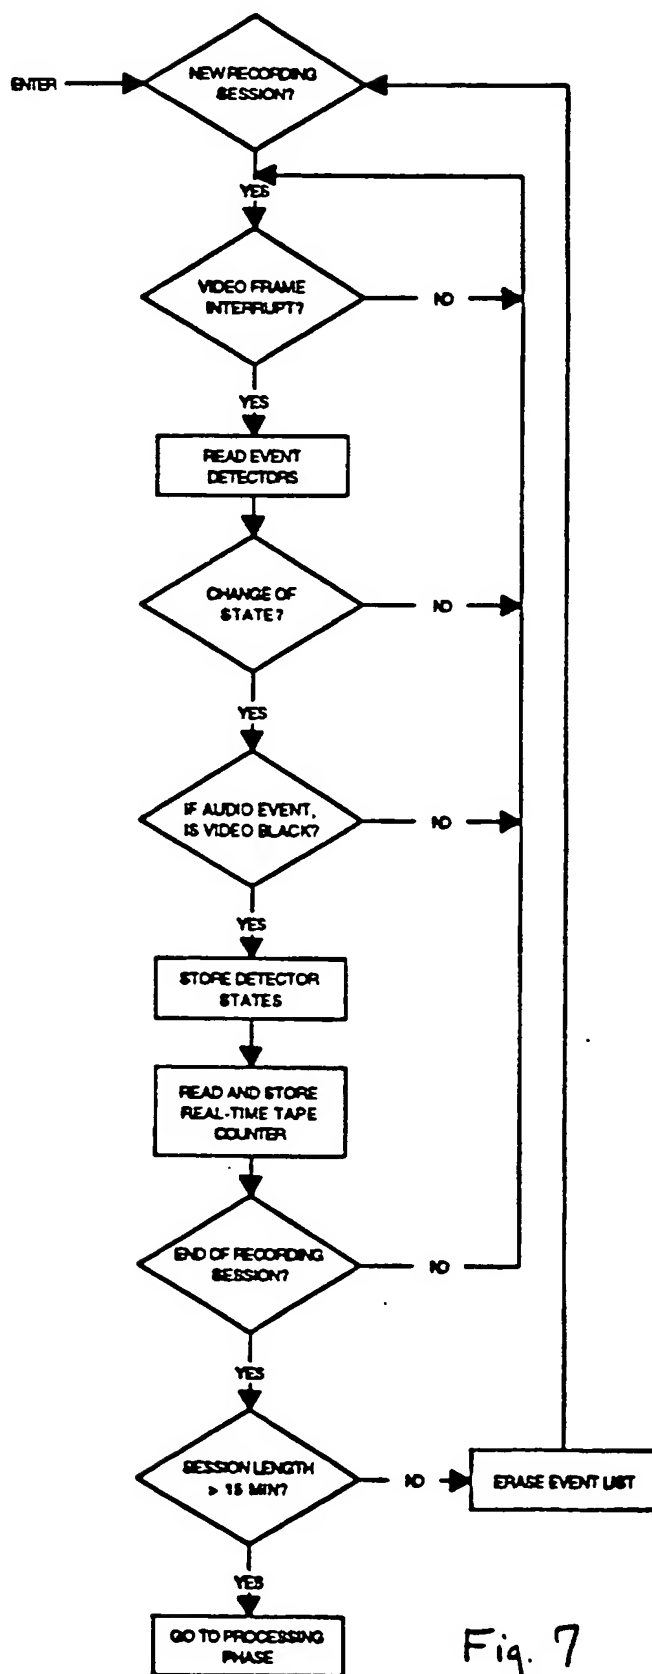 NEW RECORDING
SESSION?
ENTER
YES
VIDEO FRAME
INTERRUPT?
NO
YES
READ EVENT
DETECTORS
CHANGE OF
STATE?
NO
YES
IF AUDIO EVENT,
IS VIDEO BLACK?
NO
YES
STORE DETECTOR
STATES
READ AND STORE
REAL-TIME TAPE
COUNTER
END OF RECORDING
SESSION?
NO
YES
SESSION LENGTH
> 15 MIN?
NO
ERASE EVENT LIST
YES
GO TO PROCESSING
PHASE
Fig. 7